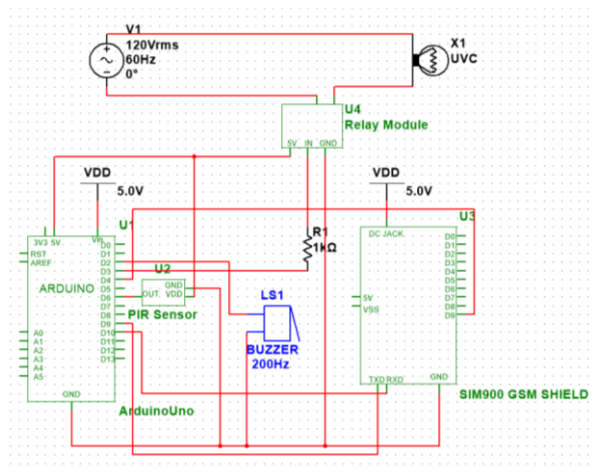 V1
120Vrms
60Hz
0°
X1
UVC
U4
Relay Module
5V IN GND
VDD
5.0V
VDD
5.0V
U1
3V3 5V Vin
RST
AREF
ARDUINO
D0
D1
D2
D3
D4
D5
D6
D7
D8
D9
D10
D11
D12
D13
A0
A1
A2
A3
A4
A5
GND
ArduinoUno
U2
OUT
GND
VDD
PIR Sensor
R1
1kΩ
LS1
BUZZER
200Hz
U3
DC JACK
D0
D1
D2
D3
D4
D5
D6
D7
D8
D9
5V
VSS
TXD RXD
GND
SIM900 GSM SHIELD